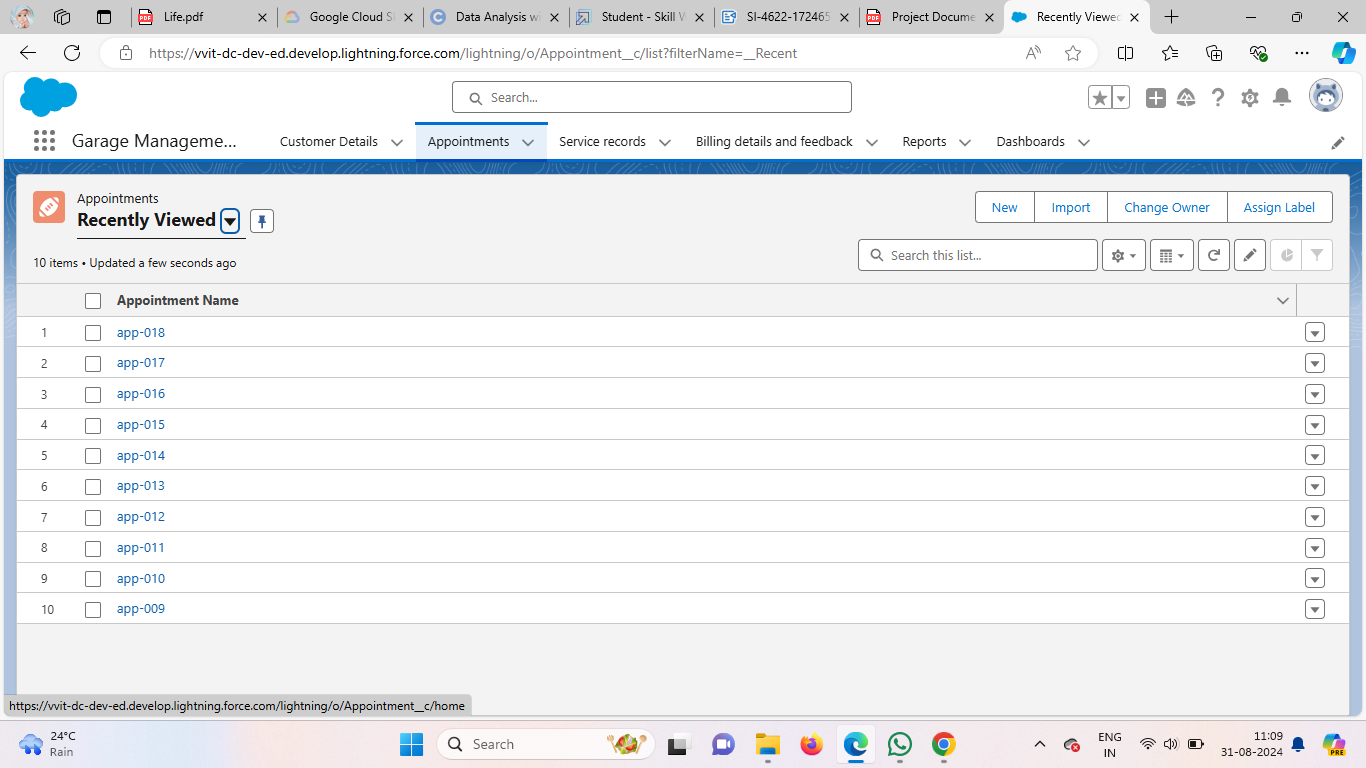 Life.pdf
Google Cloud S
Data Analysis w
Student - Skill W
SI-4622-172465
Project Docume
Recently Viewed
https://vvit-dc-dev-ed.develop.lightning.force.com/lightning/o/Appointment__c/list?filterName=__Recent
Search...
Garage Manageme...
Customer Details
Appointments
Service records
Billing details and feedback
Reports
Dashboards
Appointments
Recently Viewed
New
Import
Change Owner
Assign Label
10 items • Updated a few seconds ago
Search this list...
Appointment Name
1 app-018
2 app-017
3 app-016
4 app-015
5 app-014
6 app-013
7 app-012
8 app-011
9 app-010
10 app-009
https://vvit-dc-dev-ed.develop.lightning.force.com/lightning/o/Appointment__c/home
24°C
Rain
Search
ENG
IN
11:09
31-08-2024
PRE